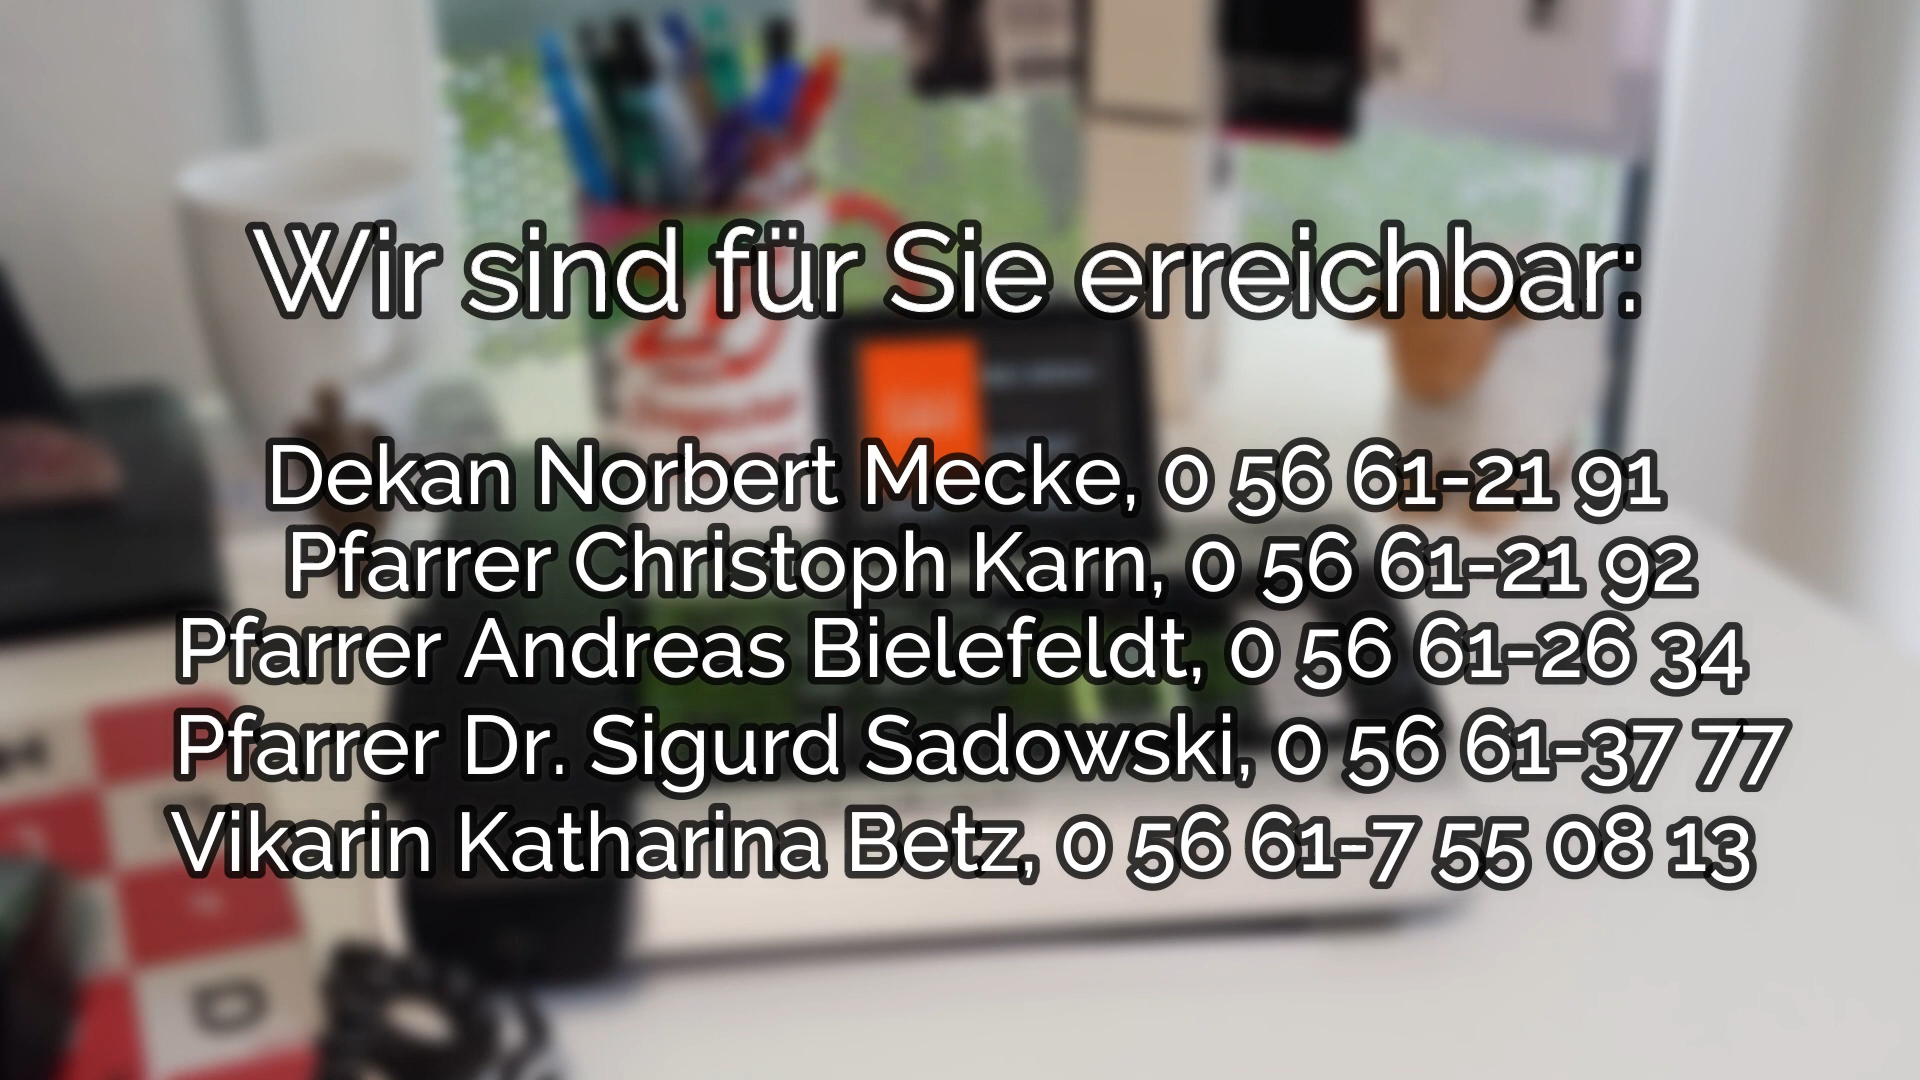 Wir sind für Sie erreichbar:
Dekan Norbert Mecke, 0 56 61-21 91
Pfarrer Christoph Karn, 0 56 61-21 92
Pfarrer Andreas Bielefeldt, 0 56 61-26 34
Pfarrer Dr. Sigurd Sadowski, 0 56 61-37 77
Vikarin Katharina Betz, 0 56 61-7 55 08 13